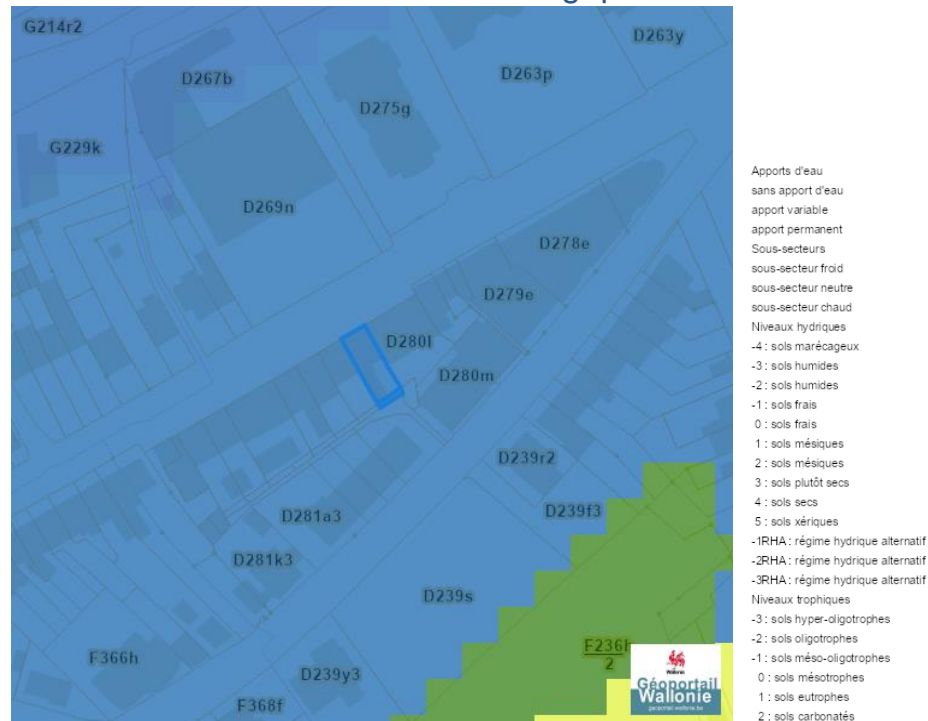 G214r2
D263y
D267b
D263p
D275g
G229k
D269n
D278e
D279e
D280l
D280m
D239r2
D281a3
D239f3
D281k3
D239s
F366h
D239y3
F236h
2
F368f
Wallonie
Géoportail
Wallonie
geoportail.wallonie.be
Apports d'eau
sans apport d'eau
apport variable
apport permanent
Sous-secteurs
sous-secteur froid
sous-secteur neutre
sous-secteur chaud
Niveaux hydriques
-4 : sols marécageux
-3 : sols humides
-2 : sols humides
-1 : sols frais
0 : sols frais
1 : sols mésiques
2 : sols mésiques
3 : sols plutôt secs
4 : sols secs
5 : sols xériques
-1RHA : régime hydrique alternatif
-2RHA : régime hydrique alternatif
-3RHA : régime hydrique alternatif
Niveaux trophiques
-3 : sols hyper-oligotrophes
-2 : sols oligotrophes
-1 : sols méso-oligotrophes
0 : sols mésotrophes
1 : sols eutrophes
2 : sols carbonatés